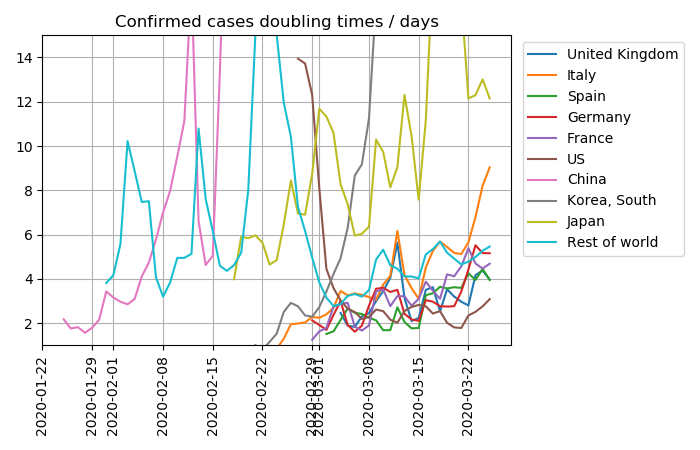 Confirmed cases doubling times / days
14
12
10
8
6
4
2
2020-01-22
2020-01-29
2020-02-01
2020-02-08
2020-02-15
2020-02-22
2020-02-29
2020-03-01
2020-03-08
2020-03-15
2020-03-22
United Kingdom
Italy
Spain
Germany
France
US
China
Korea, South
Japan
Rest of world